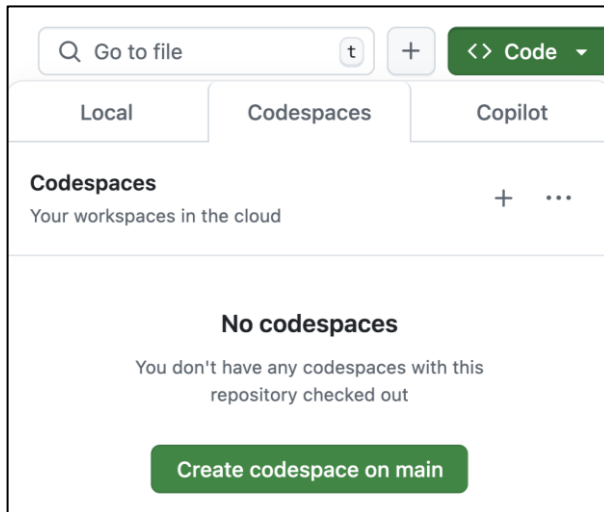 Go to file
t
+
<> Code
Local
Codespaces
Copilot
Codespaces
Your workspaces in the cloud
+ ...
No codespaces
You don't have any codespaces with this
repository checked out
Create codespace on main